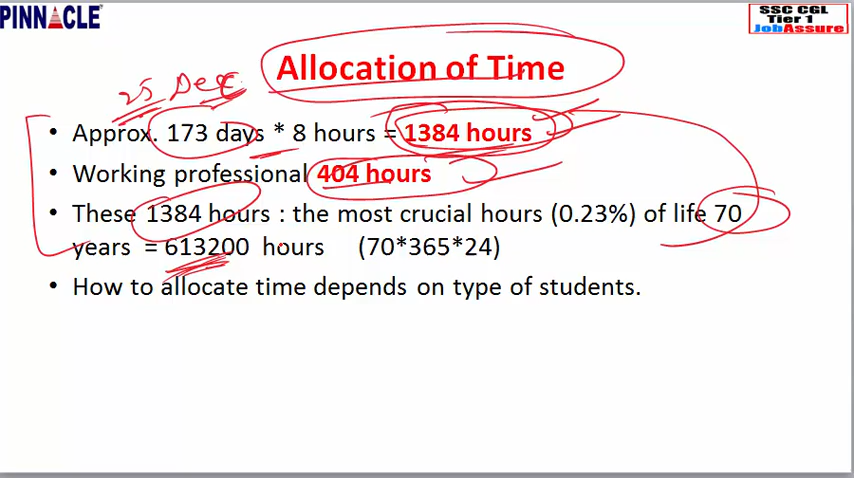 PINNACLE
SSC CGL
Tier 1
JobAssure
Allocation of Time
25 Dec
• Approx. 173 days * 8 hours = 1384 hours
• Working professional 404 hours
• These 1384 hours : the most crucial hours (0.23%) of life 70
years = 613200 hours (70*365*24)
• How to allocate time depends on type of students.